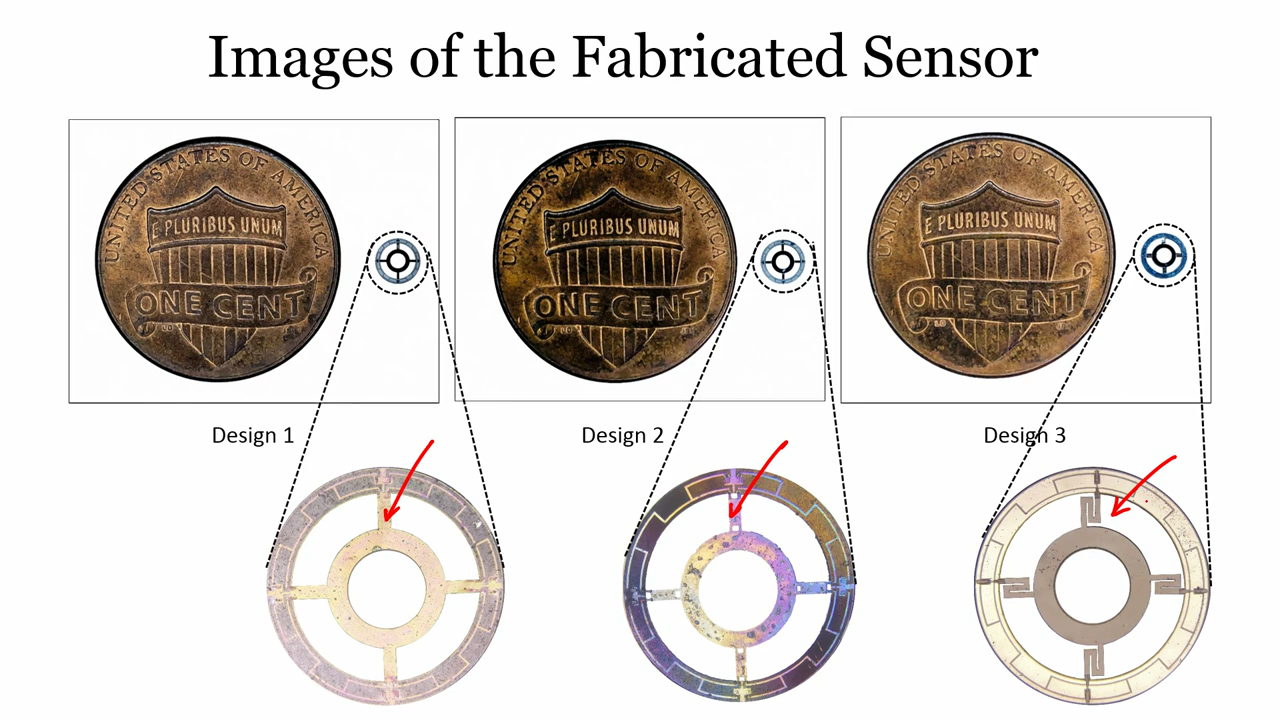 Images of the Fabricated Sensor
UNITED STATES OF AMERICA
E PLURIBUS UNUM
ONE CENT
UNITED STATES OF AMERICA
E PLURIBUS UNUM
ONE CENT
UNITED STATES OF AMERICA
E PLURIBUS UNUM
ONE CENT
Design 1
Design 2
Design 3